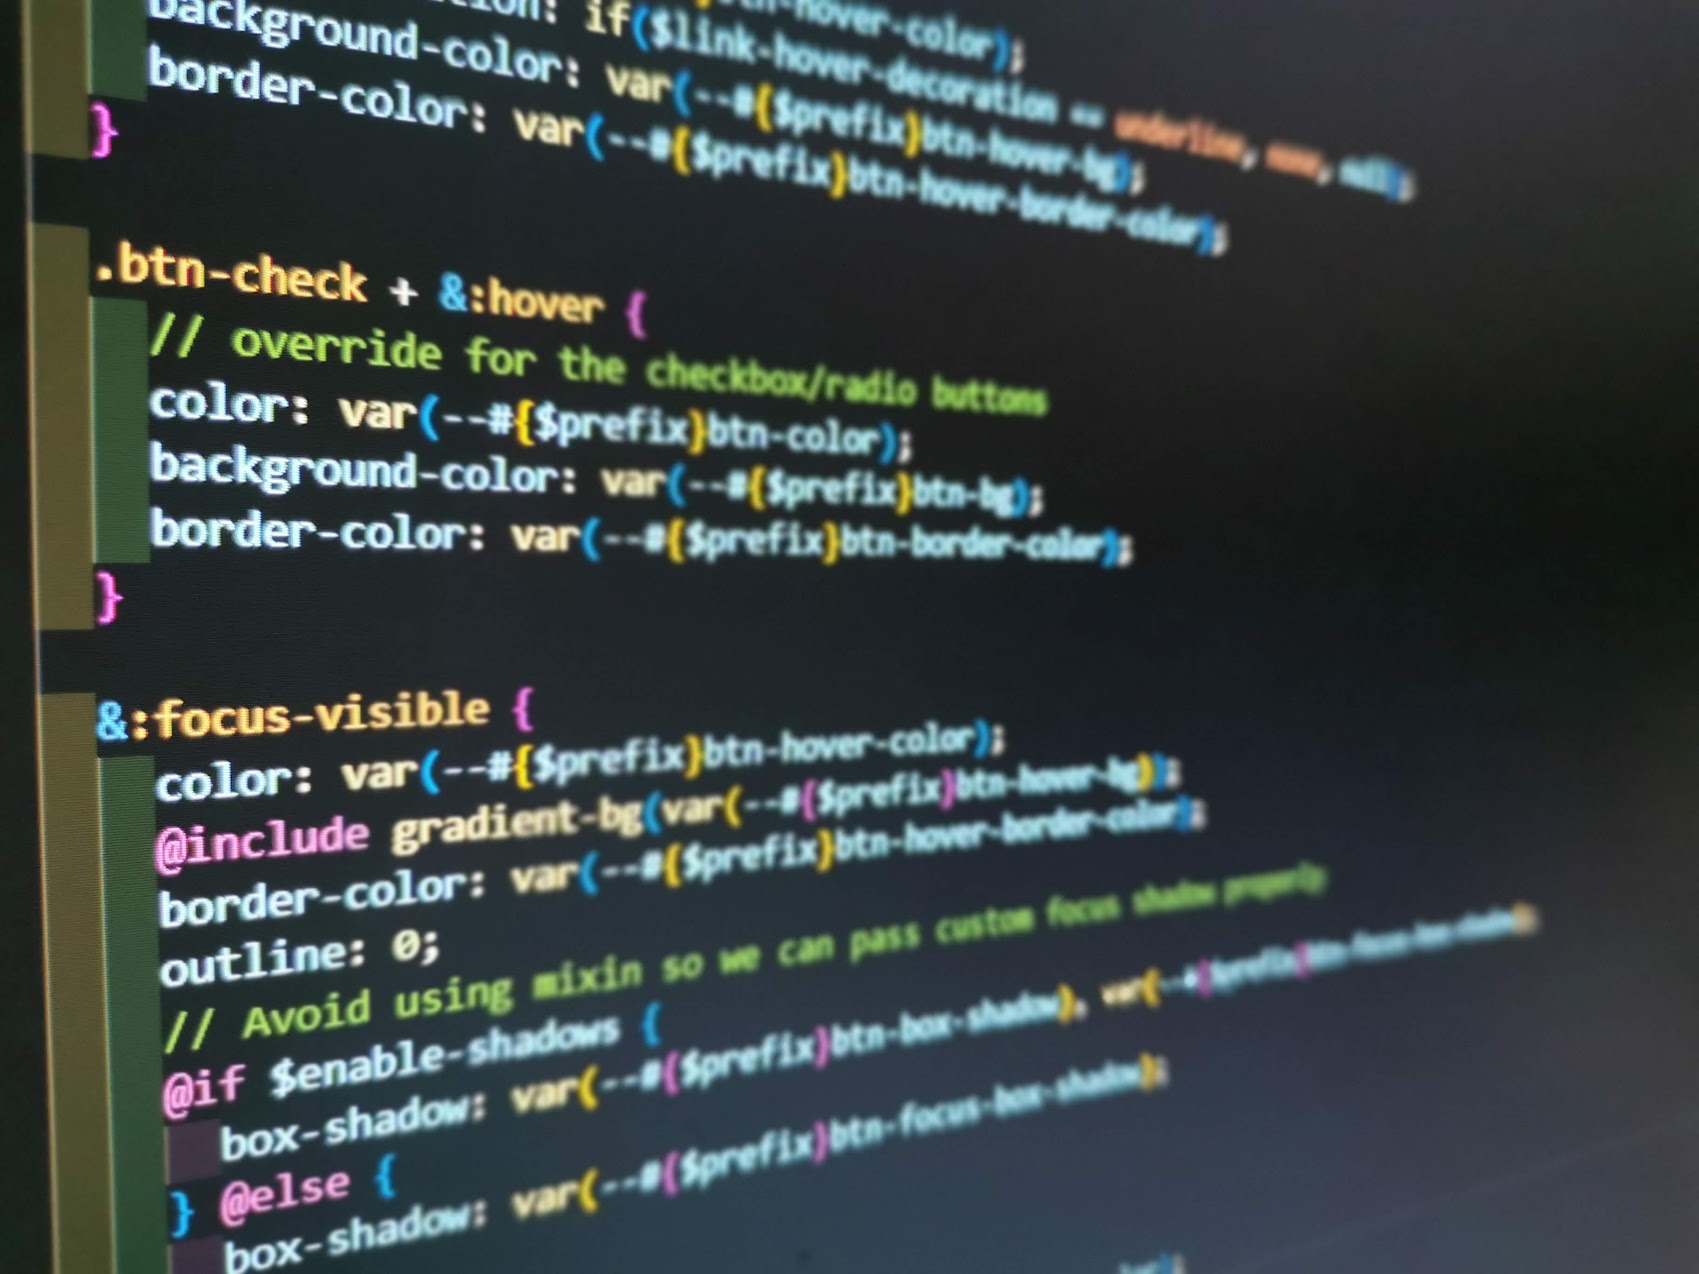 btn-hover-color);
if($link-hover-decoration == underline, none, null);
background-color: var(--#{$prefix}btn-hover-bg);
border-color: var(--#{$prefix}btn-hover-border-color);
}
.btn-check + &:hover {
// override for the checkbox/radio buttons
color: var(--#{$prefix}btn-color);
background-color: var(--#{$prefix}btn-bg);
border-color: var(--#{$prefix}btn-border-color);
}
&:focus-visible {
color: var(--#{$prefix}btn-hover-color);
@include gradient-bg(var(--#{$prefix}btn-hover-bg));
border-color: var(--#{$prefix}btn-hover-border-color);
outline: 0;
// Avoid using mixin so we can pass custom focus shadow properly
@if $enable-shadows {
box-shadow: var(--#{$prefix}btn-box-shadow), var(--#{$prefix}btn-focus-box-shadow);
} @else {
box-shadow: var(--#{$prefix}btn-focus-box-shadow);